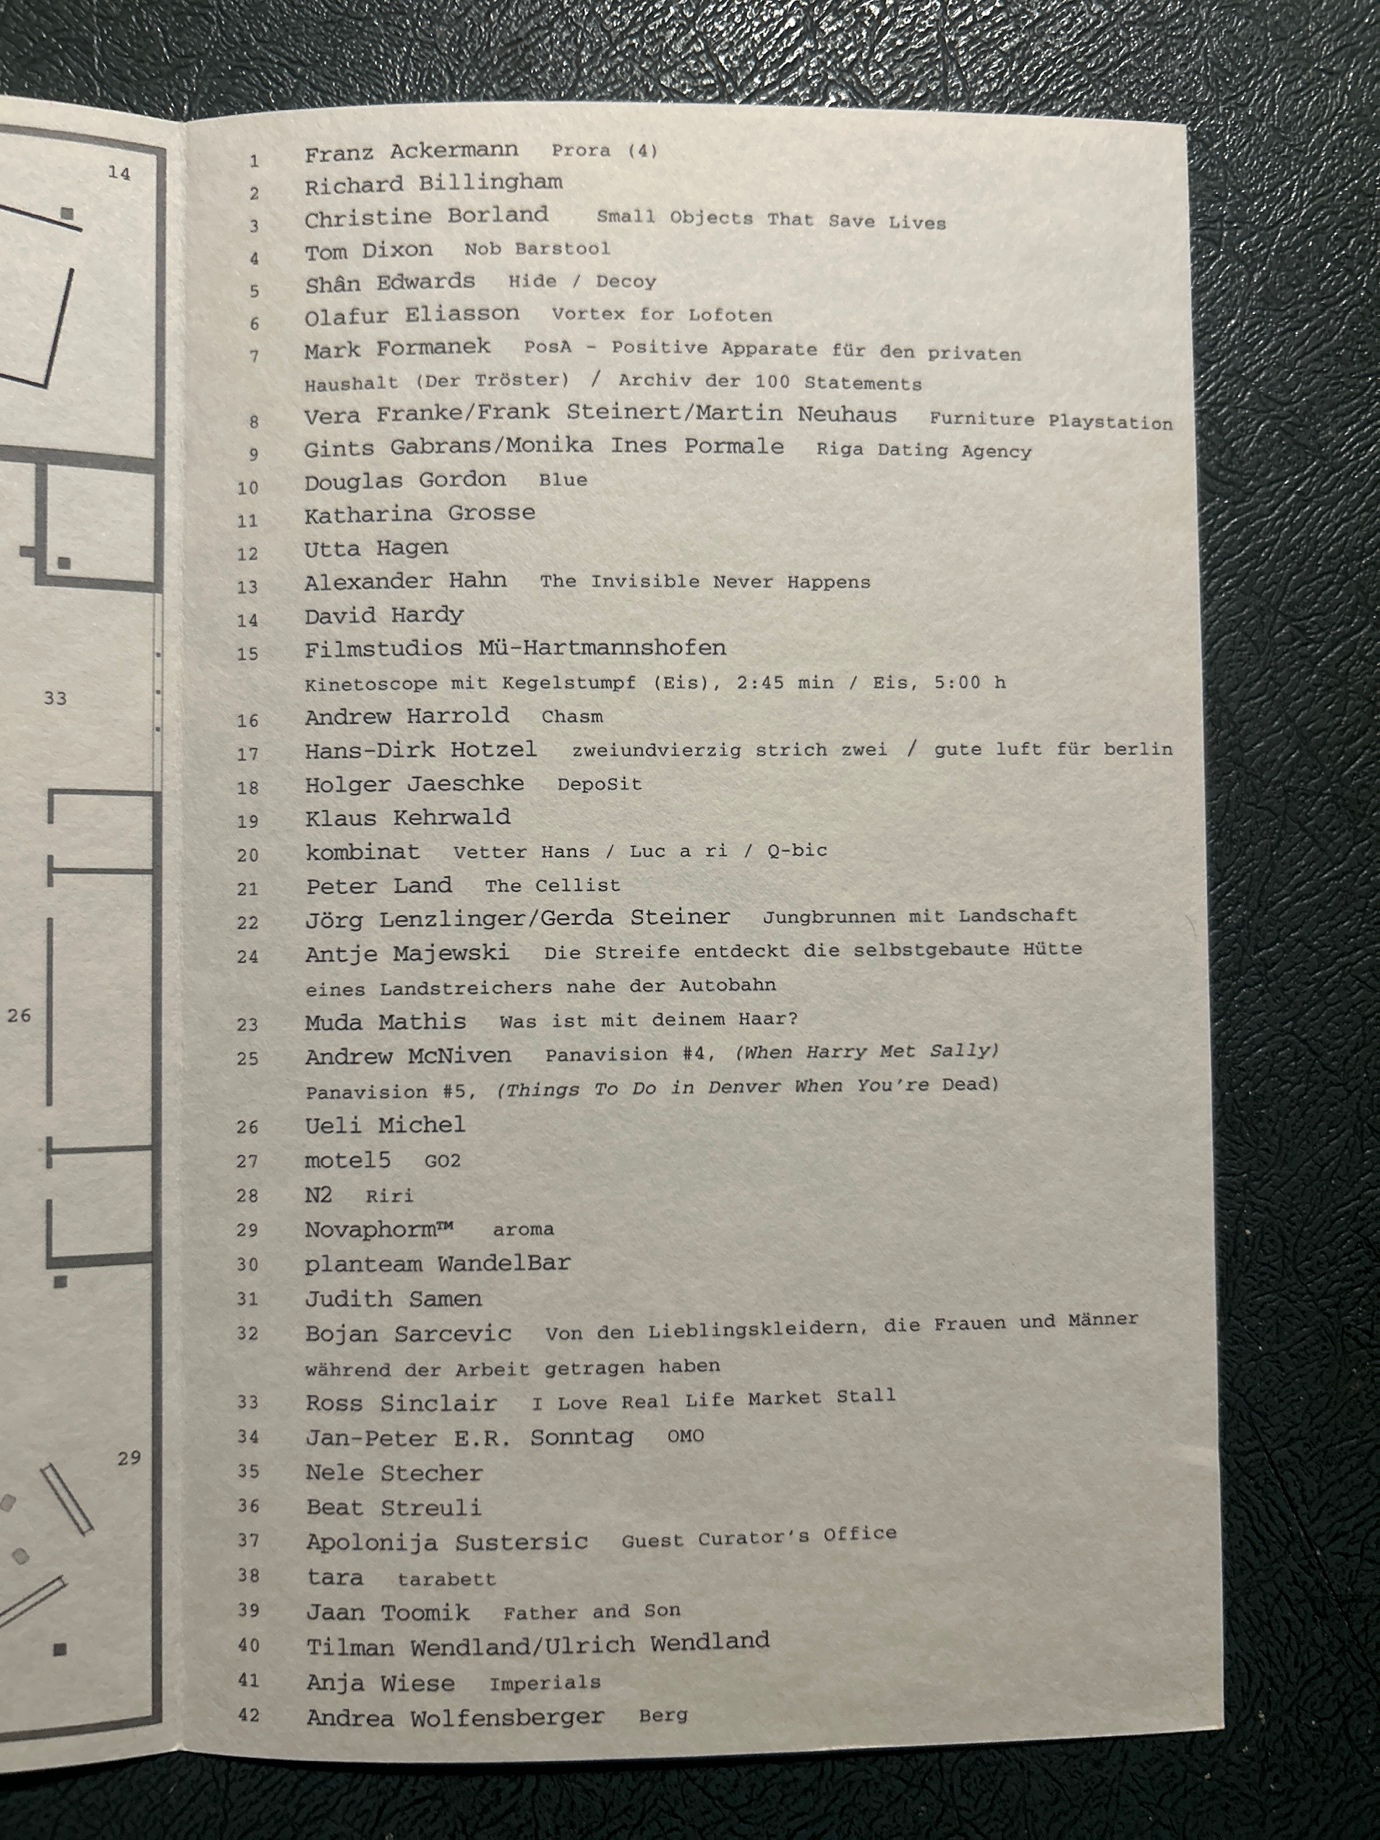 14
33
26
29
1 Franz Ackermann Prora (4)
2 Richard Billingham
3 Christine Borland Small Objects That Save Lives
4 Tom Dixon Nob Barstool
5 Shân Edwards Hide / Decoy
6 Olafur Eliasson Vortex for Lofoten
7 Mark Formanek PosA – Positive Apparate für den privaten
Haushalt (Der Tröster) / Archiv der 100 Statements
8 Vera Franke/Frank Steinert/Martin Neuhaus Furniture Playstation
9 Gints Gabrans/Monika Ines Pormale Riga Dating Agency
10 Douglas Gordon Blue
11 Katharina Grosse
12 Utta Hagen
13 Alexander Hahn The Invisible Never Happens
14 David Hardy
15 Filmstudios Mü-Hartmannshofen
Kinetoscope mit Kegelstumpf (Eis), 2:45 min / Eis, 5:00 h
16 Andrew Harrold Chasm
17 Hans-Dirk Hotzel zweiundvierzig strich zwei / gute luft für berlin
18 Holger Jaeschke DepoSit
19 Klaus Kehrwald
20 kombinat Vetter Hans / Luc a ri / Q-bic
21 Peter Land The Cellist
22 Jörg Lenzlinger/Gerda Steiner Jungbrunnen mit Landschaft
24 Antje Majewski Die Streife entdeckt die selbstgebaute Hütte
eines Landstreichers nahe der Autobahn
23 Muda Mathis Was ist mit deinem Haar?
25 Andrew McNiven Panavision #4, (When Harry Met Sally)
Panavision #5, (Things To Do in Denver When You're Dead)
26 Ueli Michel
27 motel5 GO2
28 N2 Riri
29 Novaphorm™ aroma
30 planteam WandelBar
31 Judith Samen
32 Bojan Sarcevic Von den Lieblingskleidern, die Frauen und Männer
während der Arbeit getragen haben
33 Ross Sinclair I Love Real Life Market Stall
34 Jan-Peter E.R. Sonntag OMO
35 Nele Stecher
36 Beat Streuli
37 Apolonija Sustersic Guest Curator's Office
38 tara tarabett
39 Jaan Toomik Father and Son
40 Tilman Wendland/Ulrich Wendland
41 Anja Wiese Imperials
42 Andrea Wolfensberger Berg